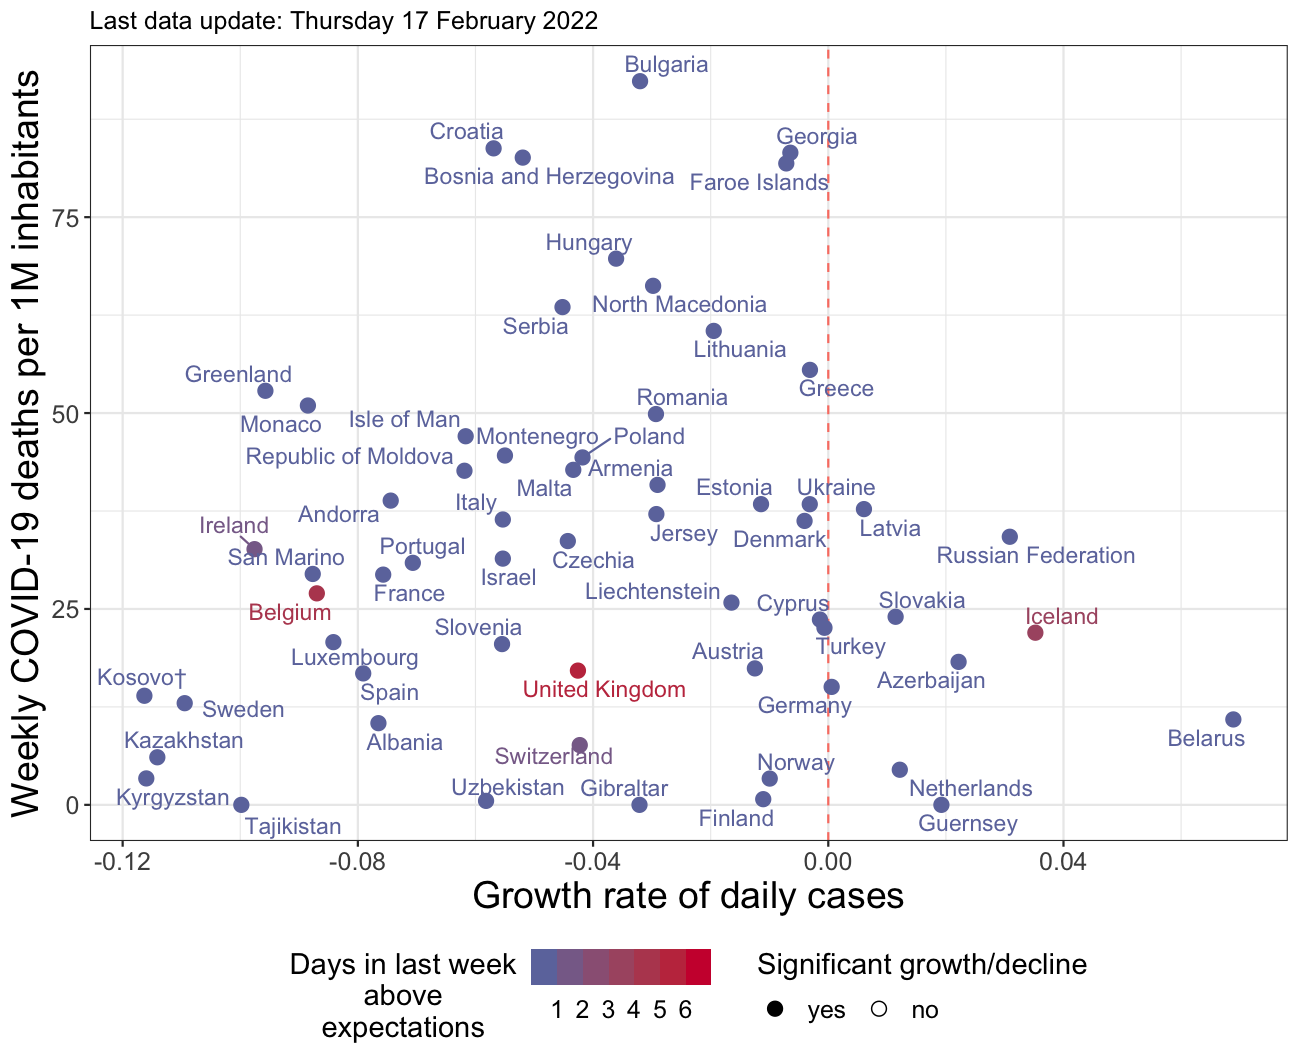 Last data update: Thursday 17 February 2022
Weekly COVID-19 deaths per 1M inhabitants
Bulgaria
Croatia
Georgia
Bosnia and Herzegovina
Faroe Islands
75
Hungary
North Macedonia
Serbia
Lithuania
Greenland
Greece
Romania
50
Monaco
Isle of Man
Montenegro
Poland
Republic of Moldova
Armenia
Malta
Estonia
Ukraine
Italy
Andorra
Ireland
Latvia
Jersey
Denmark
Portugal
San Marino
Czechia
Russian Federation
Israel
Liechtenstein
France
Cyprus
Slovakia
25
Belgium
Iceland
Slovenia
Turkey
Austria
Luxembourg
Kosovo†
Azerbaijan
Spain
United Kingdom
Germany
Sweden
Kazakhstan
Albania
Belarus
Switzerland
Norway
Uzbekistan
Gibraltar
Netherlands
Kyrgyzstan
0
Finland
Guernsey
Tajikistan
-0.12 -0.08 -0.04 0.00 0.04
Growth rate of daily cases
Days in last week
above
expectations
1 2 3 4 5 6
Significant growth/decline
yes no